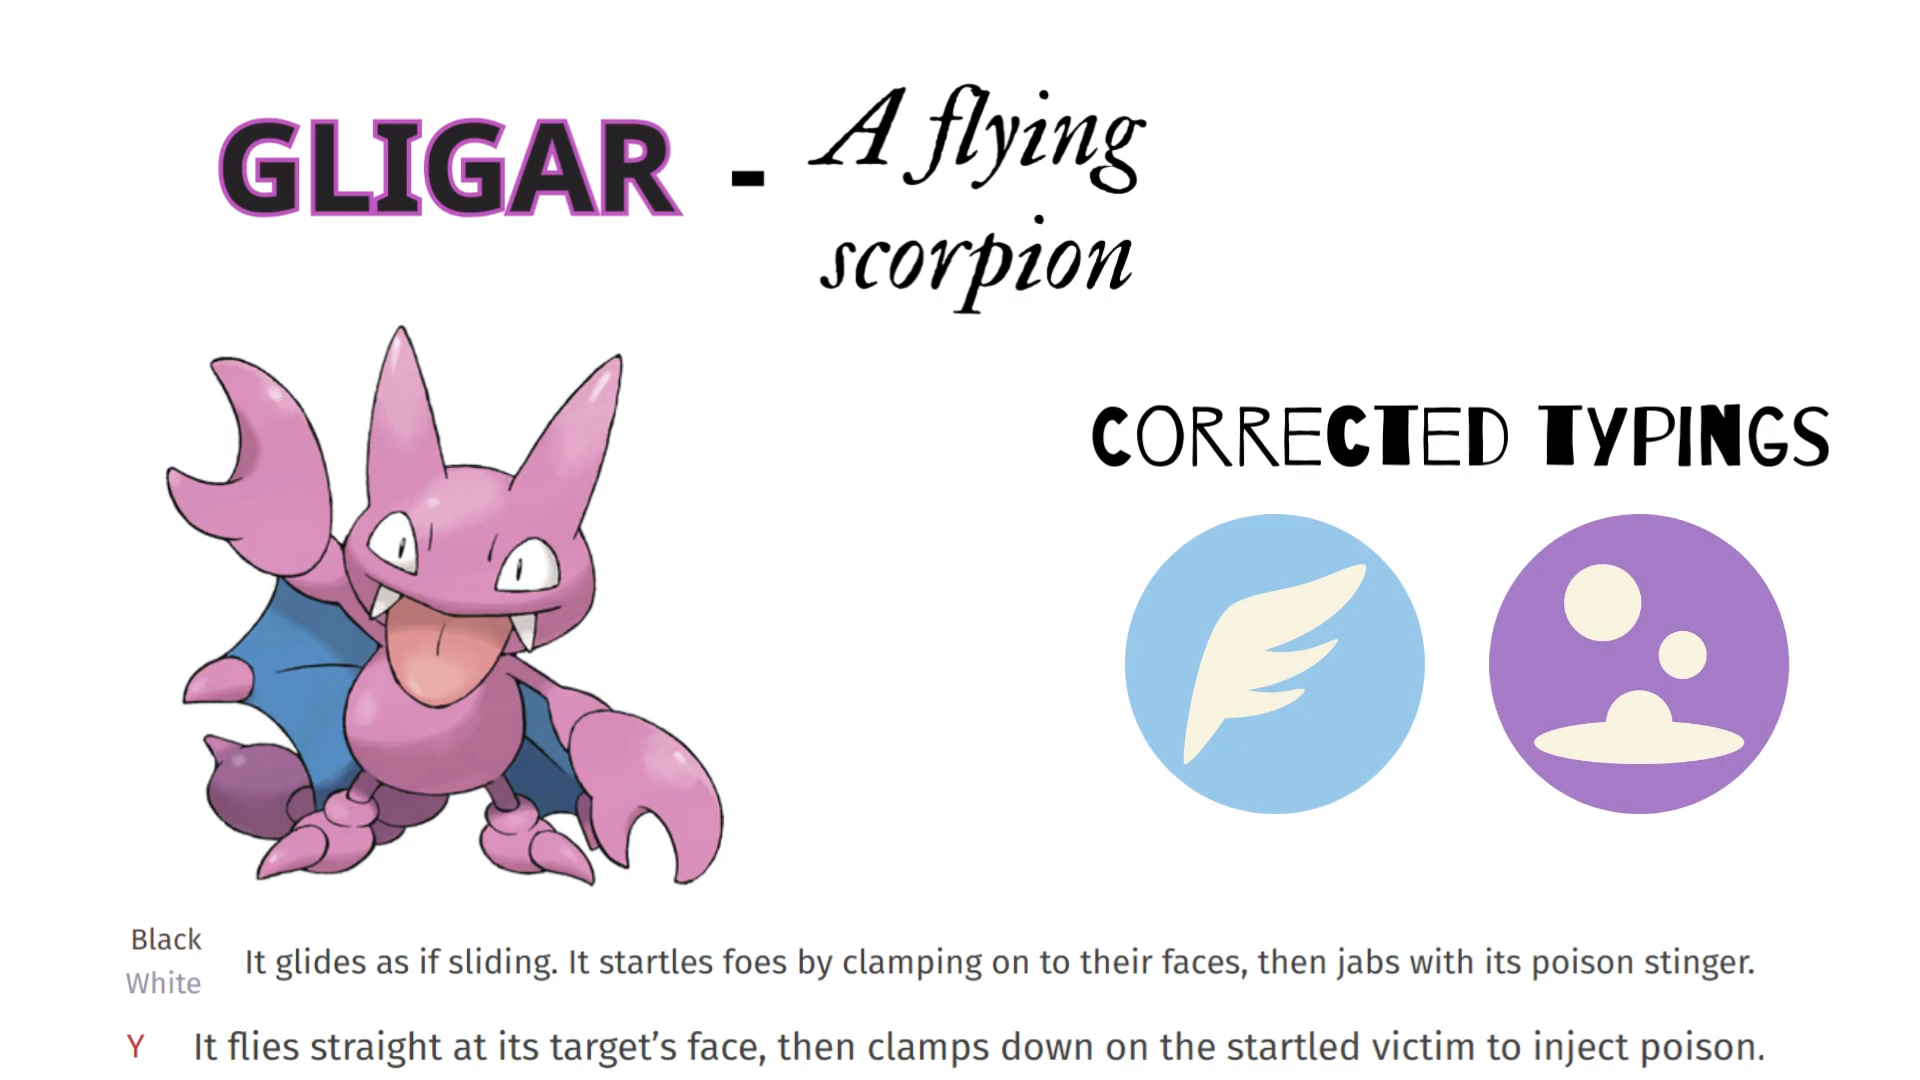 GLIGAR - A flying
scorpion
CORRECTED TYPINGS
Black
White
It glides as if sliding. It startles foes by clamping on to their faces, then jabs with its poison stinger.
Y It flies straight at its target’s face, then clamps down on the startled victim to inject poison.